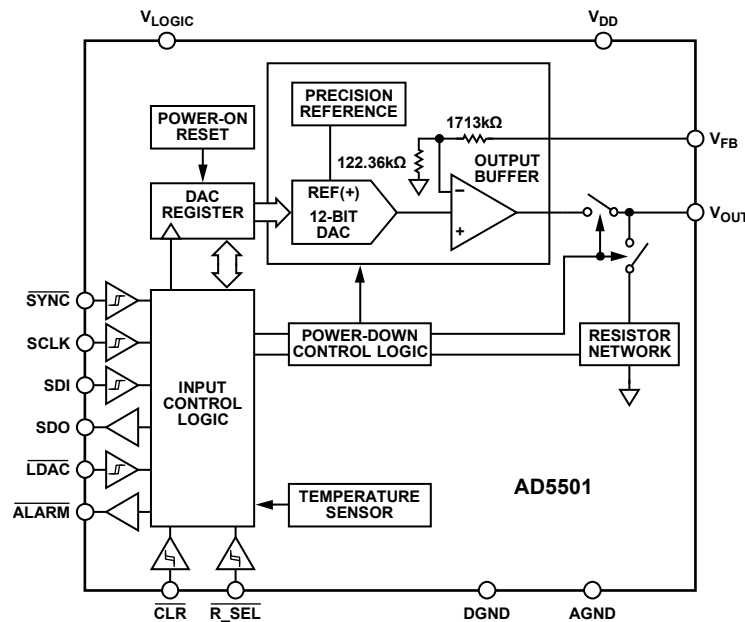 VLOGIC
VDD
POWER-ON
RESET
PRECISION
REFERENCE
1713kΩ
VFB
122.36kΩ
OUTPUT
BUFFER
DAC
REGISTER
REF(+)
12-BIT
DAC
−
+
VOUT
SYNC
SCLK
SDI
SDO
LDAC
ALARM
INPUT
CONTROL
LOGIC
POWER-DOWN
CONTROL LOGIC
RESISTOR
NETWORK
TEMPERATURE
SENSOR
AD5501
CLR
R_SEL
DGND
AGND